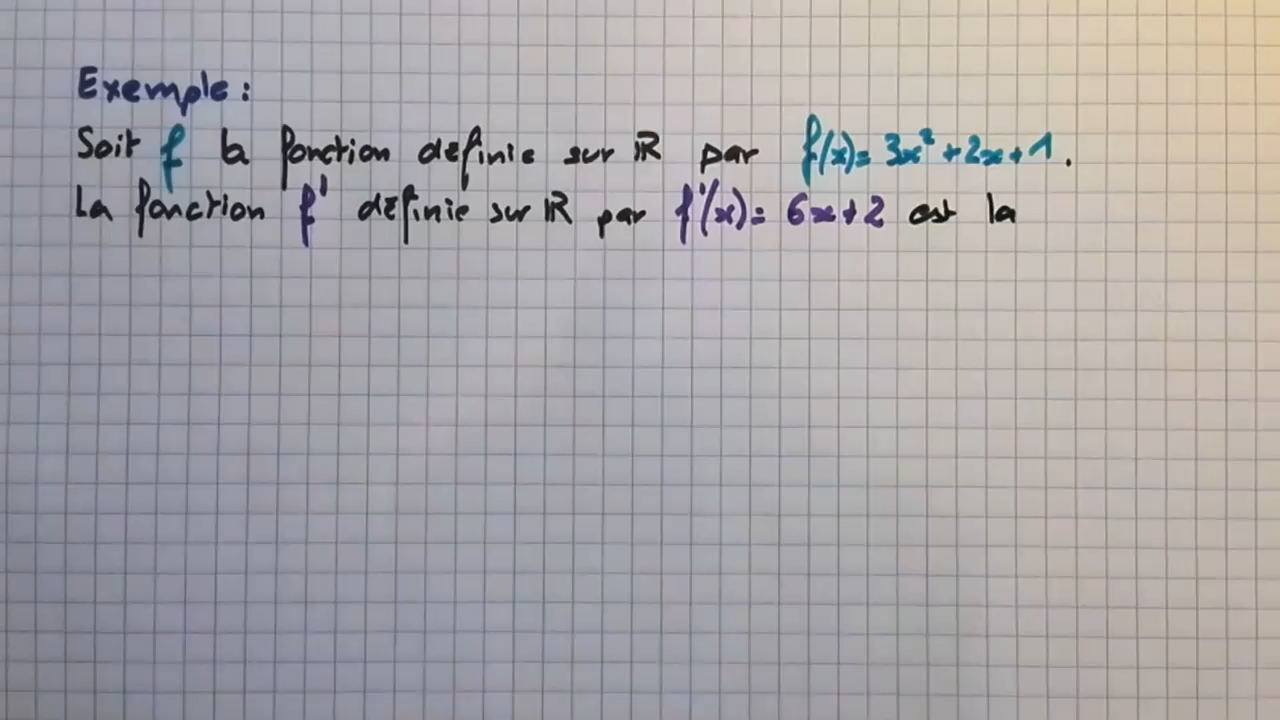 Exemple :
Soit f la fonction définie sur ℝ par f(x) = 3x² + 2x + 1.
La fonction f' définie sur ℝ par f'(x) = 6x + 2 est la